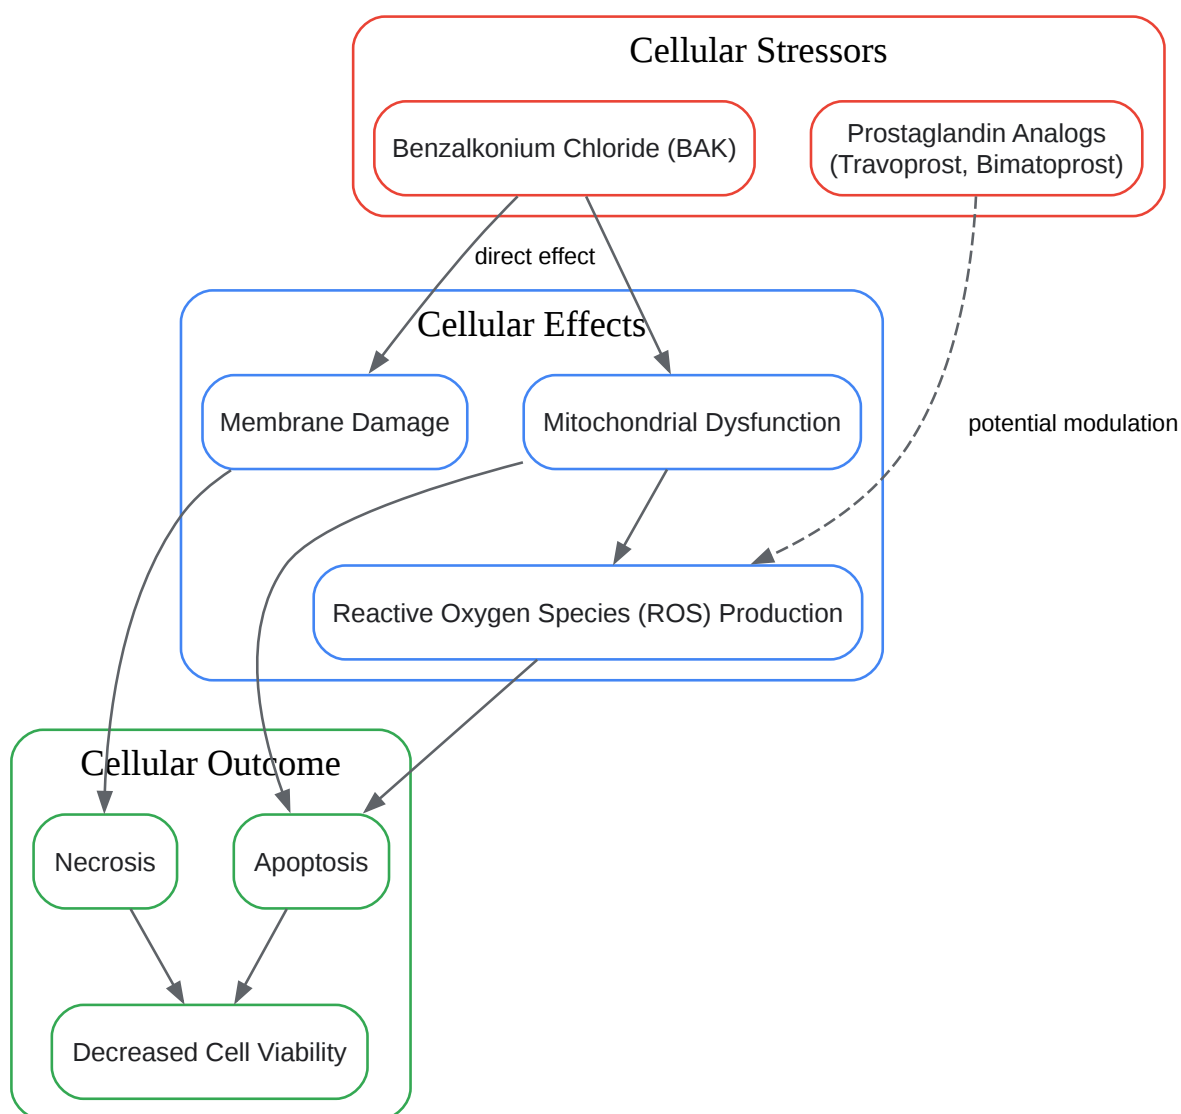 Cellular Stressors
Benzalkonium Chloride (BAK)
Prostaglandin Analogs
(Travoprost, Bimatoprost)
direct effect
Cellular Effects
Membrane Damage
Mitochondrial Dysfunction
potential modulation
Reactive Oxygen Species (ROS) Production
Cellular Outcome
Necrosis
Apoptosis
Decreased Cell Viability